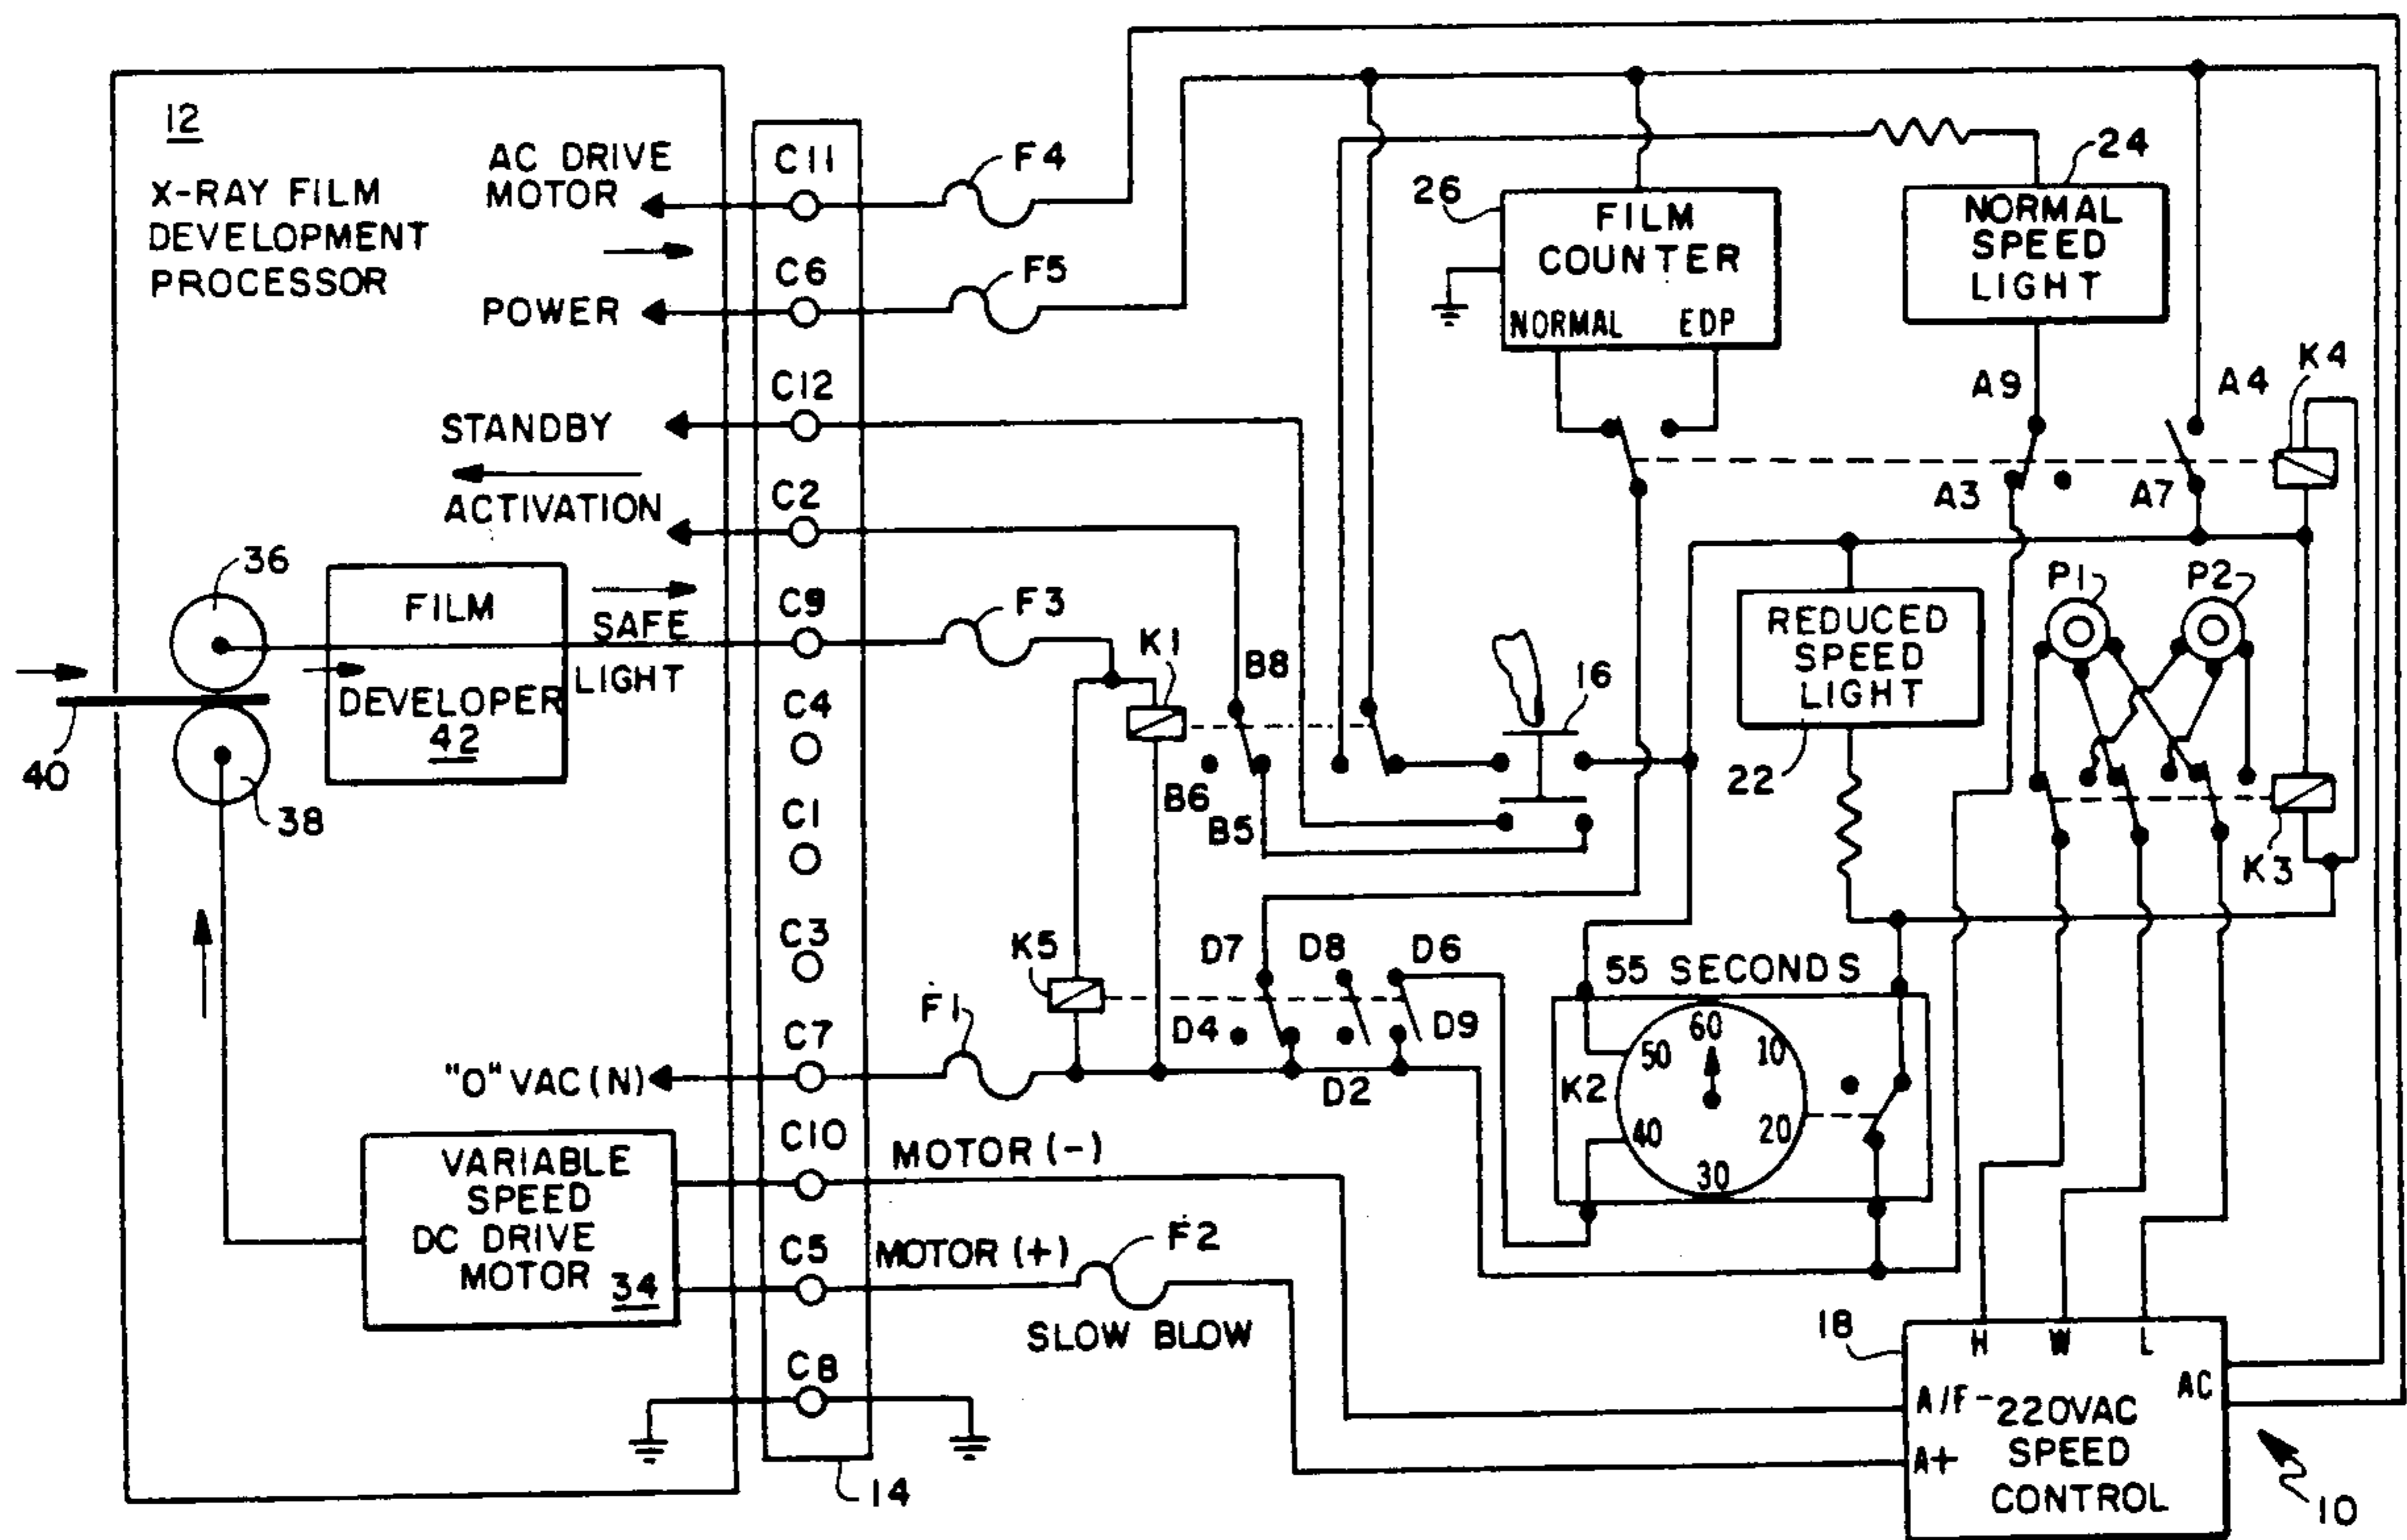 12
X-RAY FILM
DEVELOPMENT
PROCESSOR
AC DRIVE
MOTOR
POWER
STANDBY
ACTIVATION
36
FILM
DEVELOPER
42
SAFE
LIGHT
40
38
"0" VAC (N)
VARIABLE
SPEED
DC DRIVE
MOTOR
34
C11
C6
C12
C2
C9
C4
C1
C3
C7
C10
C5
C8
14
F4
F5
F3
K1
B8
B6
B5
K5
F1
D7
D8
D6
D4
D2
D9
MOTOR (-)
MOTOR (+)
F2
SLOW BLOW
26
FILM
COUNTER
NORMAL EDP
24
NORMAL
SPEED
LIGHT
A9
A4
K4
A3
A7
P1
P2
16
REDUCED
SPEED
LIGHT
22
K3
55 SECONDS
K2
60
10
20
30
40
50
18
H W L
AC
A/F-
A+
220VAC
SPEED
CONTROL
10